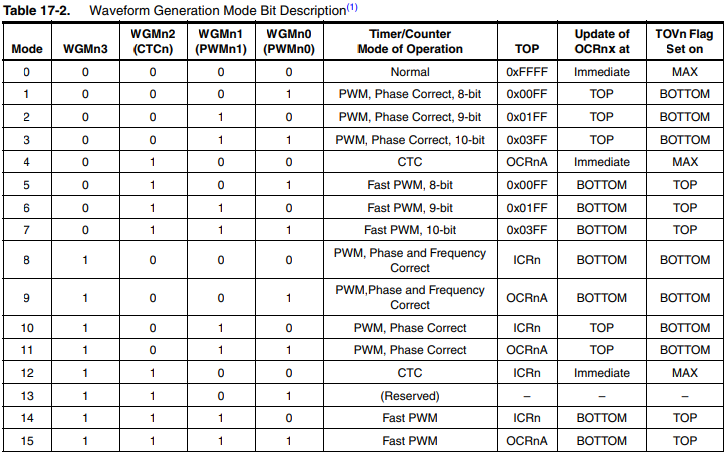 Table 17-2. Waveform Generation Mode Bit Description(1)
Mode WGMn3 WGMn2 (CTCn) WGMn1 (PWMn1) WGMn0 (PWMn0) Timer/Counter Mode of Operation TOP Update of OCRnx at TOVn Flag Set on
0 0 0 0 0 Normal 0xFFFF Immediate MAX
1 0 0 0 1 PWM, Phase Correct, 8-bit 0x00FF TOP BOTTOM
2 0 0 1 0 PWM, Phase Correct, 9-bit 0x01FF TOP BOTTOM
3 0 0 1 1 PWM, Phase Correct, 10-bit 0x03FF TOP BOTTOM
4 0 1 0 0 CTC OCRnA Immediate MAX
5 0 1 0 1 Fast PWM, 8-bit 0x00FF BOTTOM TOP
6 0 1 1 0 Fast PWM, 9-bit 0x01FF BOTTOM TOP
7 0 1 1 1 Fast PWM, 10-bit 0x03FF BOTTOM TOP
8 1 0 0 0 PWM, Phase and Frequency Correct ICRn BOTTOM BOTTOM
9 1 0 0 1 PWM,Phase and Frequency Correct OCRnA BOTTOM BOTTOM
10 1 0 1 0 PWM, Phase Correct ICRn TOP BOTTOM
11 1 0 1 1 PWM, Phase Correct OCRnA TOP BOTTOM
12 1 1 0 0 CTC ICRn Immediate MAX
13 1 1 0 1 (Reserved) – – –
14 1 1 1 0 Fast PWM ICRn BOTTOM TOP
15 1 1 1 1 Fast PWM OCRnA BOTTOM TOP